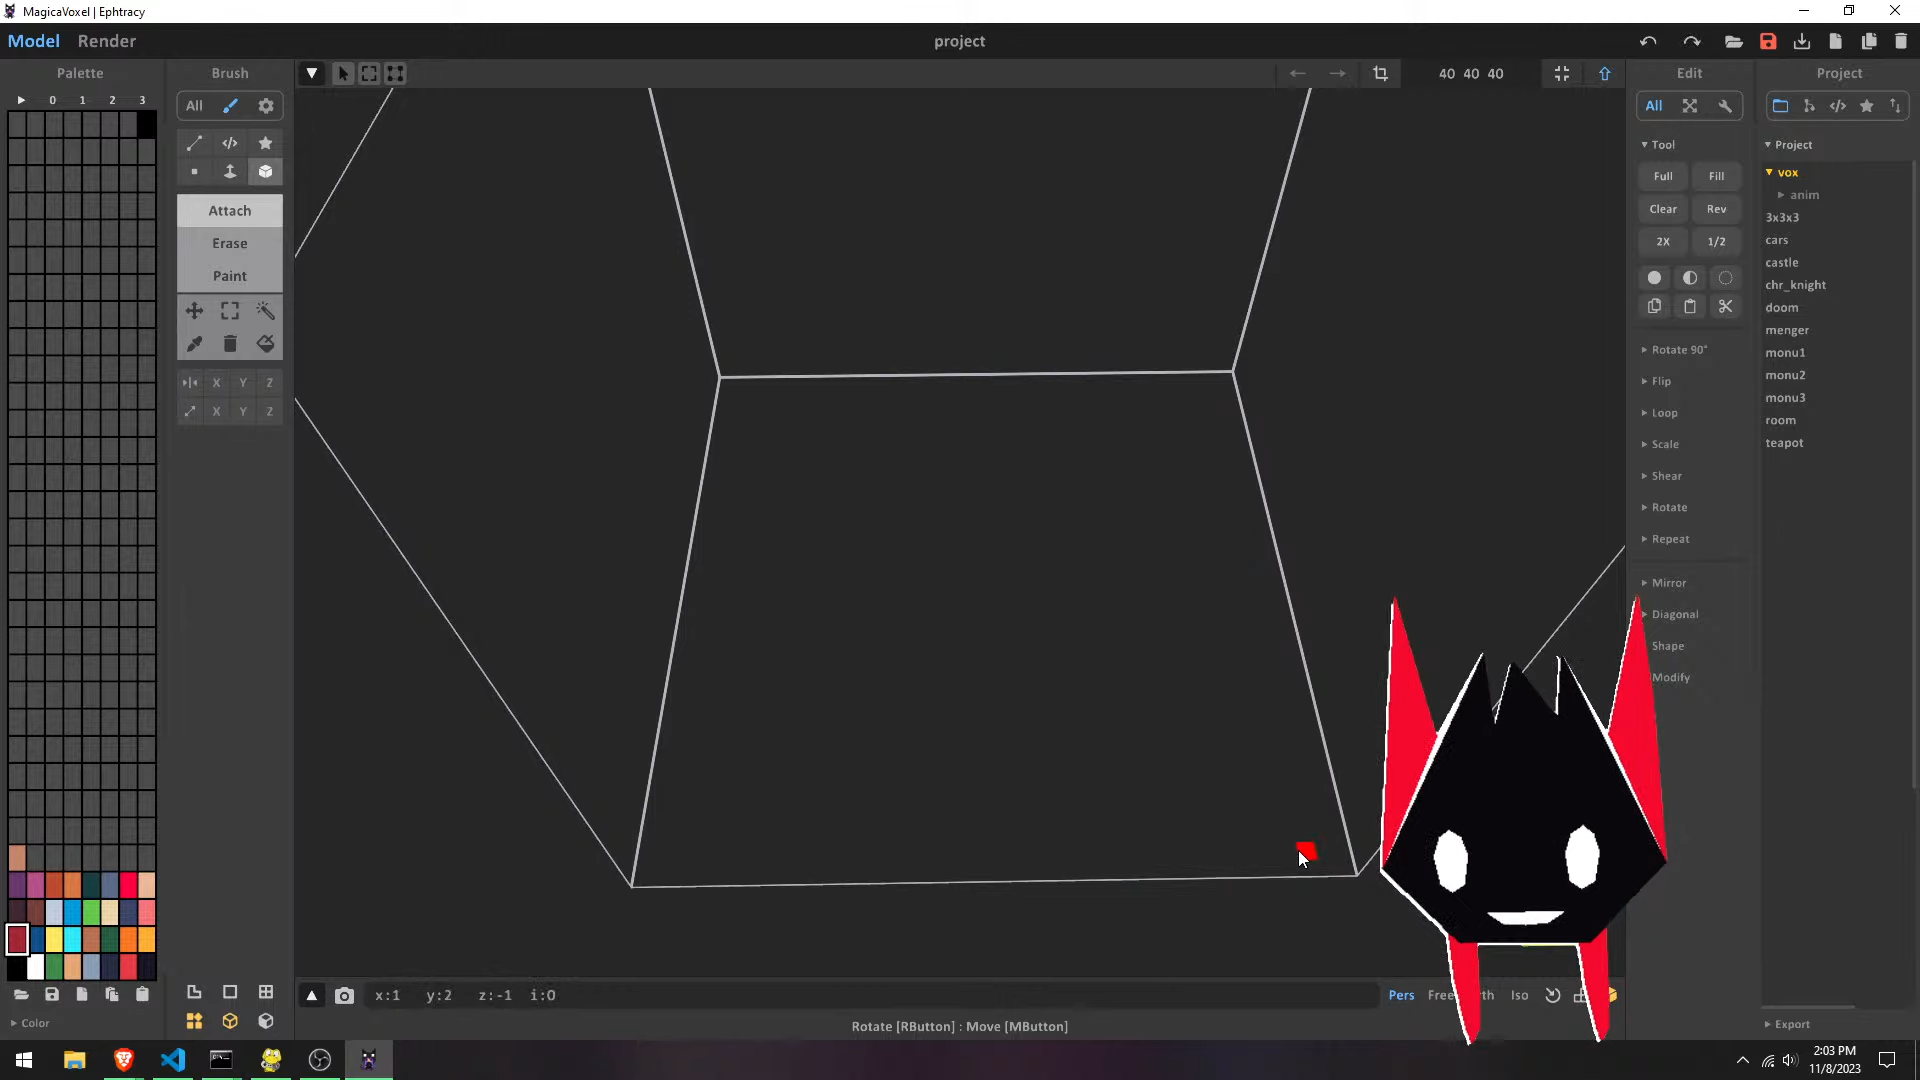 MagicaVoxel | Ephtracy
Model Render
project
Palette
Brush
40 40 40
Edit
Project
0 1 2 3
All
All
Tool
Project
Full Fill
vox
anim
Clear Rev
3x3x3
Attach
Erase
Paint
2X 1/2
cars
castle
chr_knight
doom
menger
monu1
monu2
monu3
room
teapot
X Y Z
X Y Z
Rotate 90°
Flip
Loop
Scale
Shear
Rotate
Repeat
Mirror
Diagonal
Shape
Modify
x:1 y:2 z:-1 i:0
Pers Free Iso
Color
Rotate [RButton] : Move [MButton]
Export
2:03 PM
11/8/2023